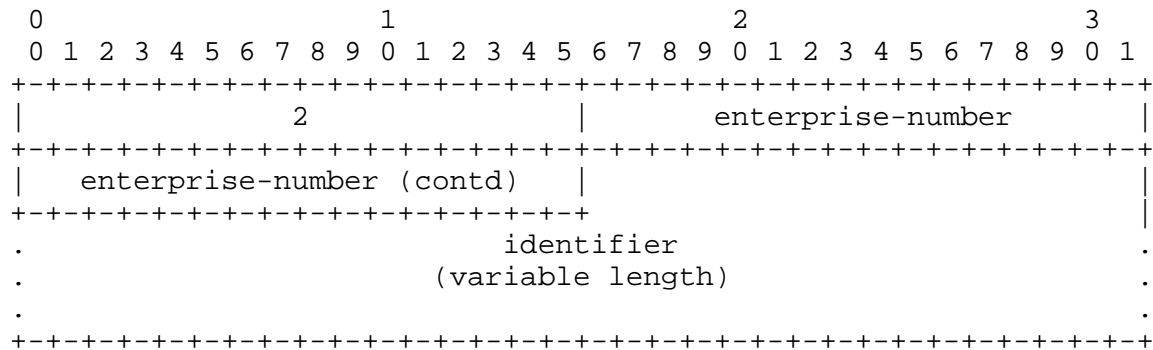 0                   1                   2                   3
 0 1 2 3 4 5 6 7 8 9 0 1 2 3 4 5 6 7 8 9 0 1 2 3 4 5 6 7 8 9 0 1
+-+-+-+-+-+-+-+-+-+-+-+-+-+-+-+-+-+-+-+-+-+-+-+-+-+-+-+-+-+-+-+-+
|               2               |       enterprise-number       |
+-+-+-+-+-+-+-+-+-+-+-+-+-+-+-+-+-+-+-+-+-+-+-+-+-+-+-+-+-+-+-+-+
|   enterprise-number (contd)   |                               |
+-+-+-+-+-+-+-+-+-+-+-+-+-+-+-+-+                               |
.                           identifier                          .
.                       (variable length)                       .
.                                                               .
+-+-+-+-+-+-+-+-+-+-+-+-+-+-+-+-+-+-+-+-+-+-+-+-+-+-+-+-+-+-+-+-+